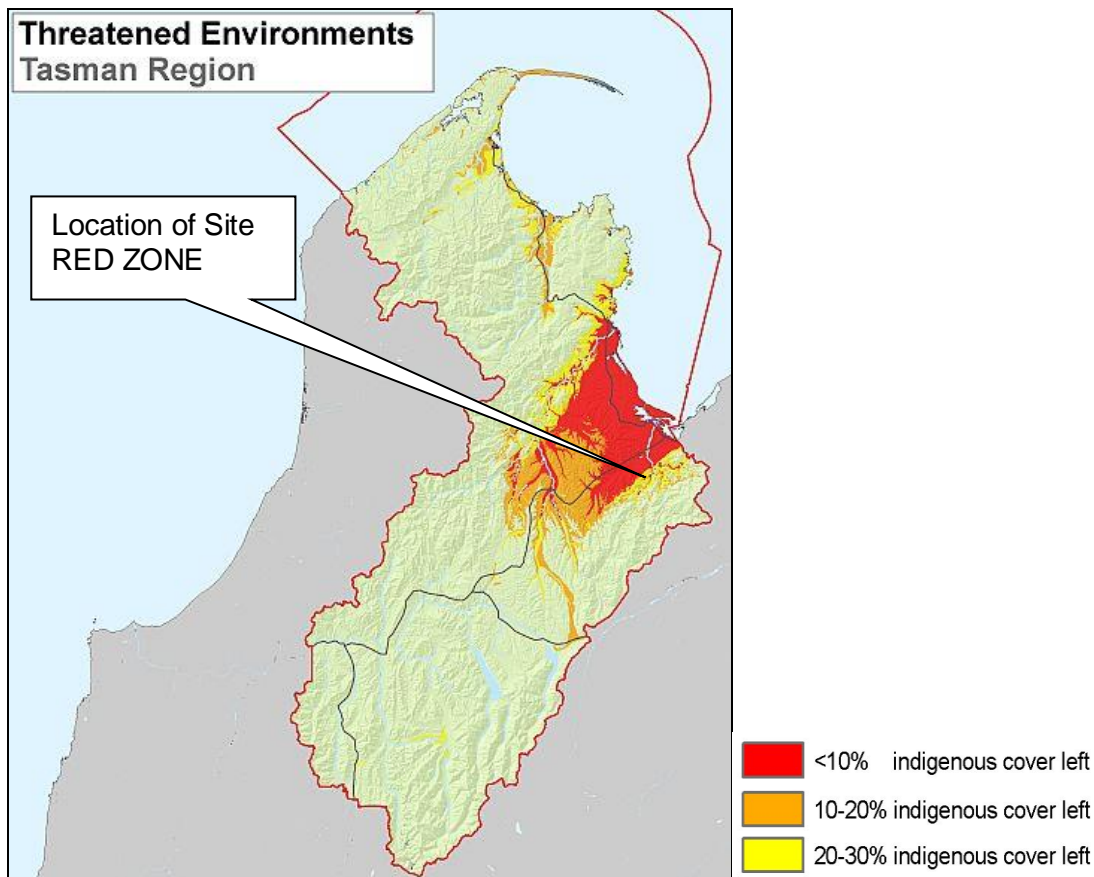 Threatened Environments
Tasman Region
Location of Site
RED ZONE
<10% indigenous cover left
10-20% indigenous cover left
20-30% indigenous cover left